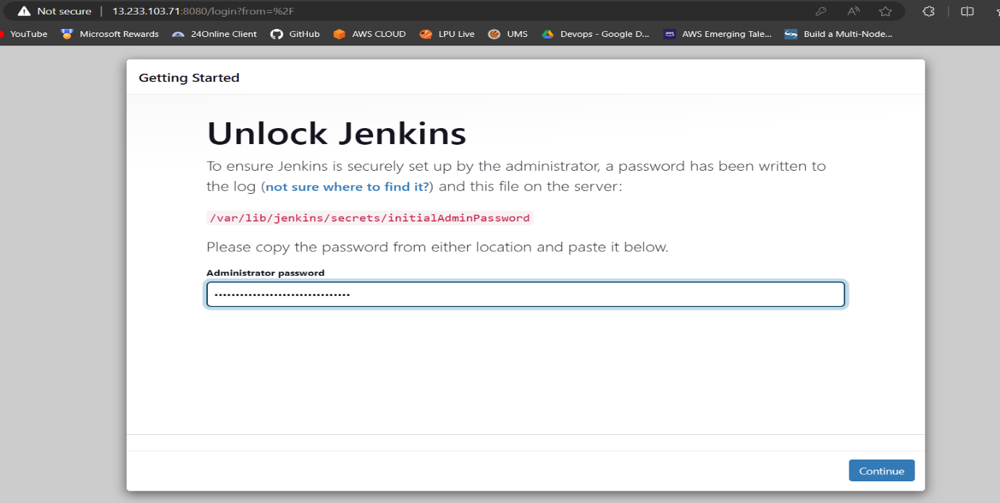 Not secure | 13.233.103.71:8080/login?from=%2F
YouTube Microsoft Rewards 24Online Client GitHub AWS CLOUD LPU Live UMS Devops - Google D... aws AWS Emerging Tale... Build a Multi-Node...
Getting Started
Unlock Jenkins
To ensure Jenkins is securely set up by the administrator, a password has been written to
the log (not sure where to find it?) and this file on the server:
/var/lib/jenkins/secrets/initialAdminPassword
Please copy the password from either location and paste it below.
Administrator password
••••••••••••••••••••••••••••••••
Continue